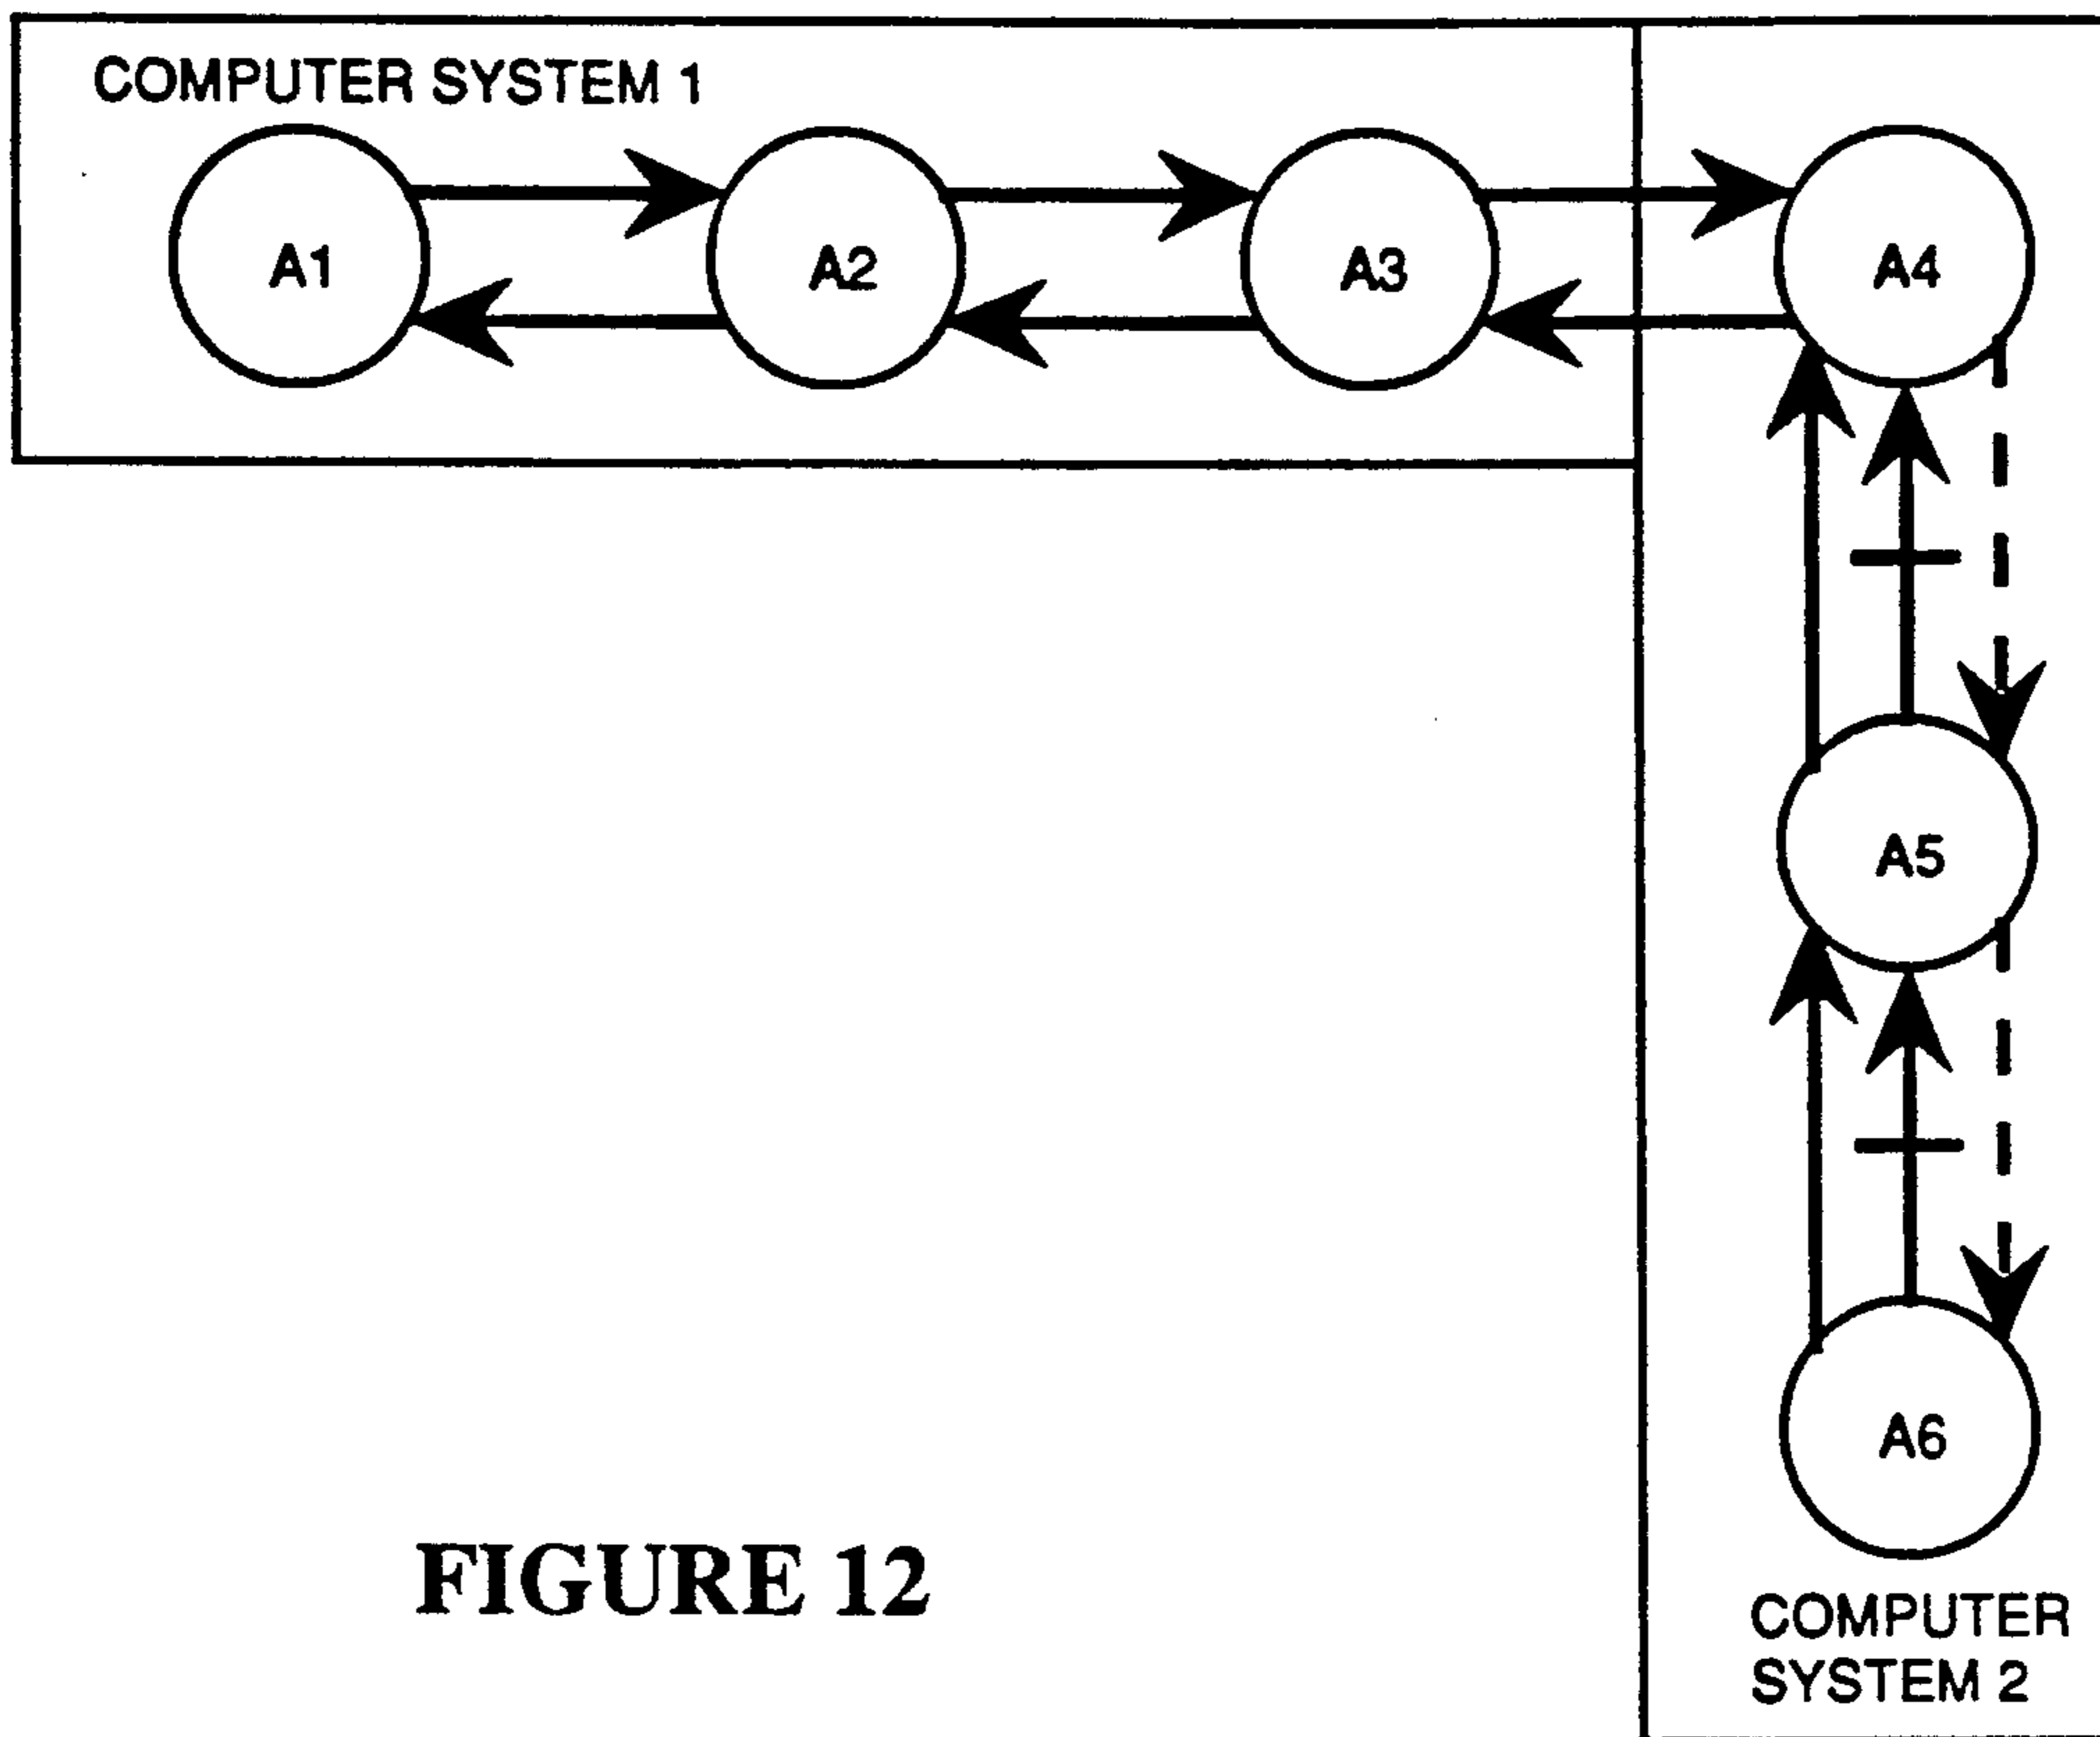 COMPUTER SYSTEM 1
A1
A2
A3
A4
A5
A6
FIGURE 12
COMPUTER
SYSTEM 2